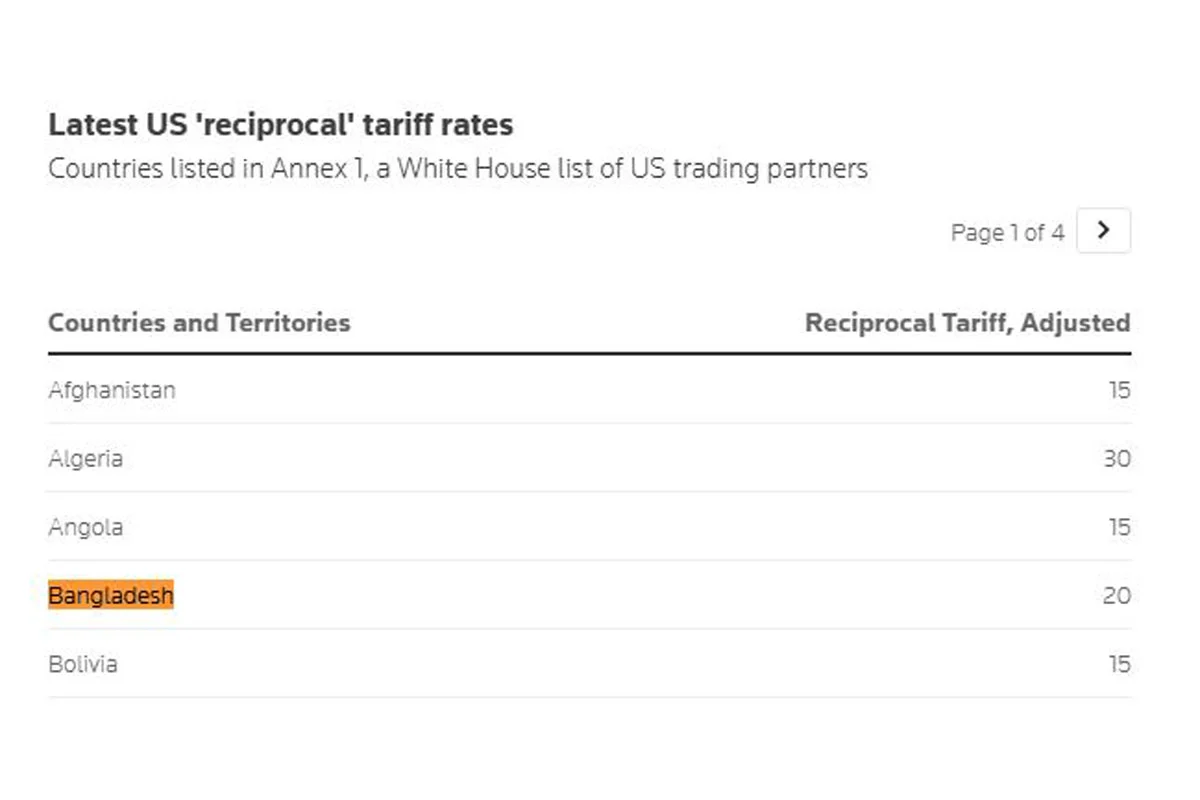 Latest US 'reciprocal' tariff rates
Countries listed in Annex 1, a White House list of US trading partners
Page 1 of 4
Countries and Territories Reciprocal Tariff, Adjusted
Afghanistan 15
Algeria 30
Angola 15
Bangladesh 20
Bolivia 15